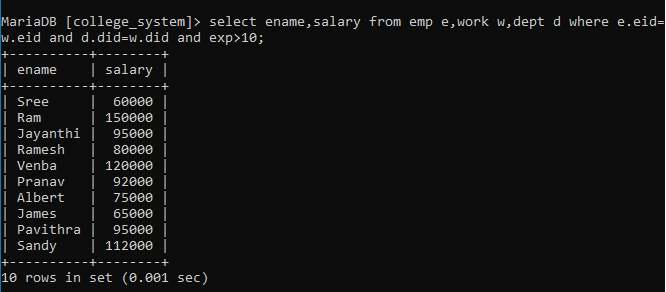 MariaDB [college_system]> select ename,salary from emp e,work w,dept d where e.eid=
w.eid and d.did=w.did and exp>10;
+----------+--------+
| ename    | salary |
+----------+--------+
| Sree     |  60000 |
| Ram      | 150000 |
| Jayanthi |  95000 |
| Ramesh   |  80000 |
| Venba    | 120000 |
| Pranav   |  92000 |
| Albert   |  75000 |
| James    |  65000 |
| Pavithra |  95000 |
| Sandy    | 112000 |
+----------+--------+
10 rows in set (0.001 sec)